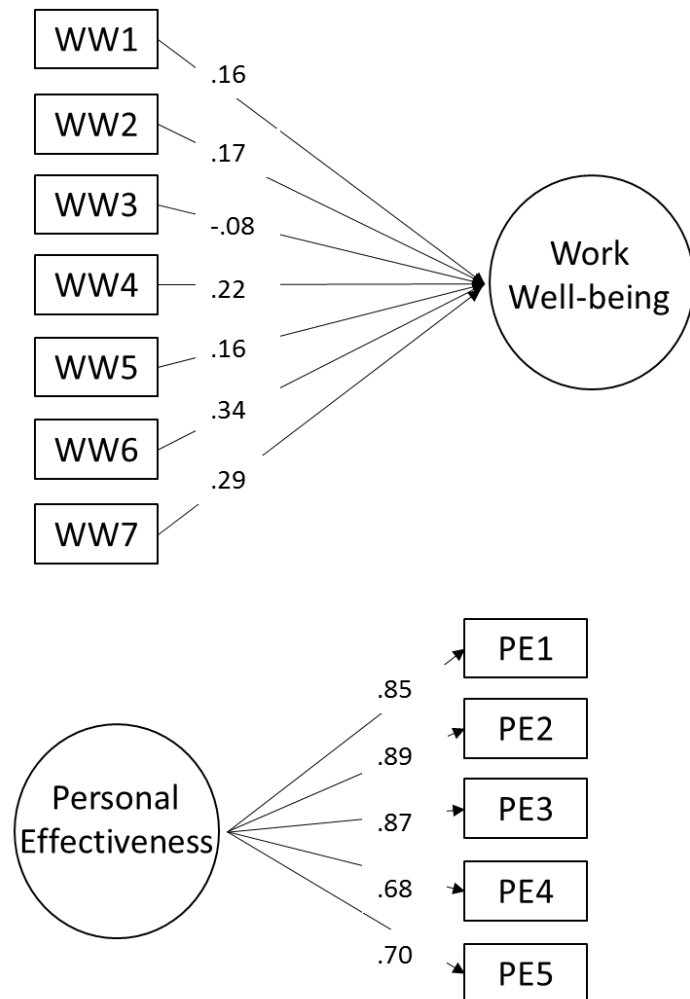 WW1
.16
WW2
.17
WW3
-.08
WW4
.22
WW5
.16
WW6
.34
WW7
.29
Work
Well-being
PE1
.85
PE2
.89
PE3
.87
PE4
.68
PE5
.70
Personal
Effectiveness